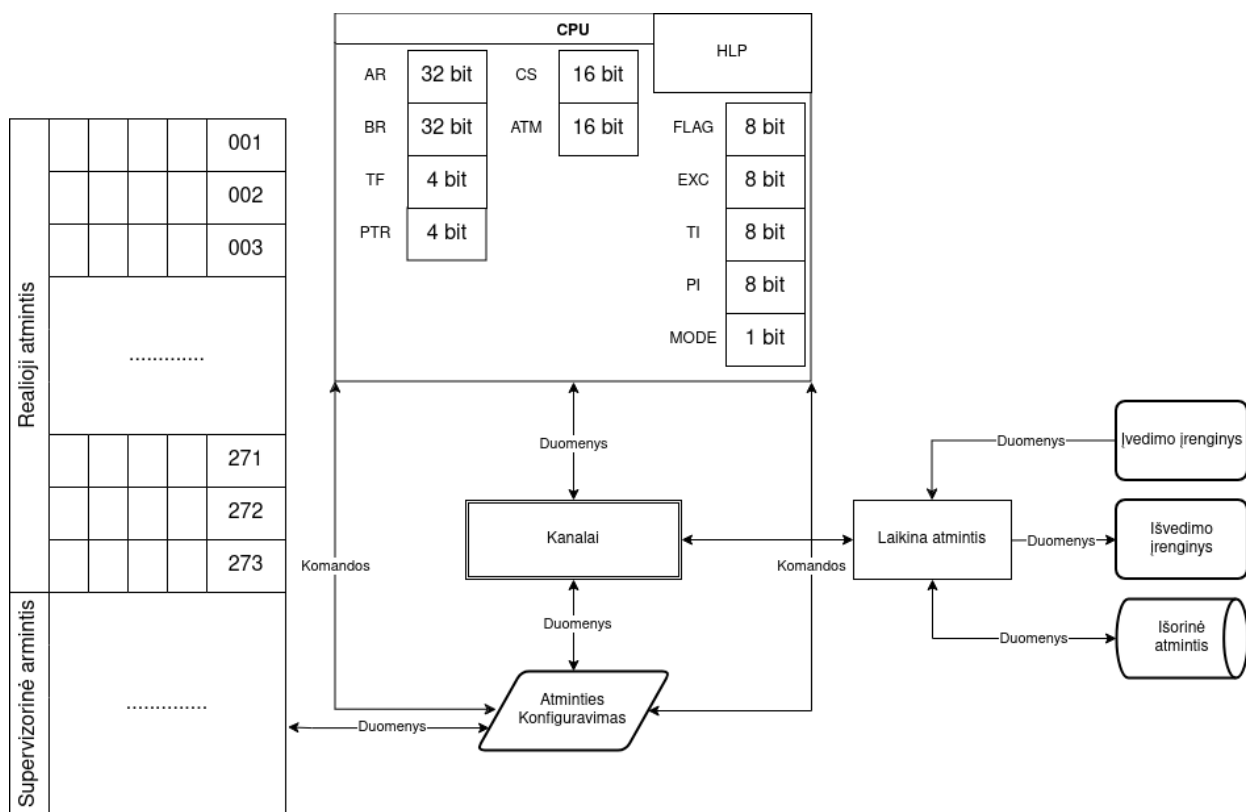 CPU
HLP
AR 32 bit CS 16 bit
BR 32 bit ATM 16 bit FLAG 8 bit
TF 4 bit EXC 8 bit
PTR 4 bit TI 8 bit
PI 8 bit
MODE 1 bit
Realioji atmintis
001
002
003
.............
271
272
273
Supervizorinė armintis
..............
Duomenys
Kanalai
Komandos
Komandos
Duomenys
Atminties
Konfiguravimas
Duomenys
Laikina atmintis
Duomenys
Įvedimo įrenginys
Duomenys
Išvedimo
įrenginys
Duomenys
Išorinė
atmintis